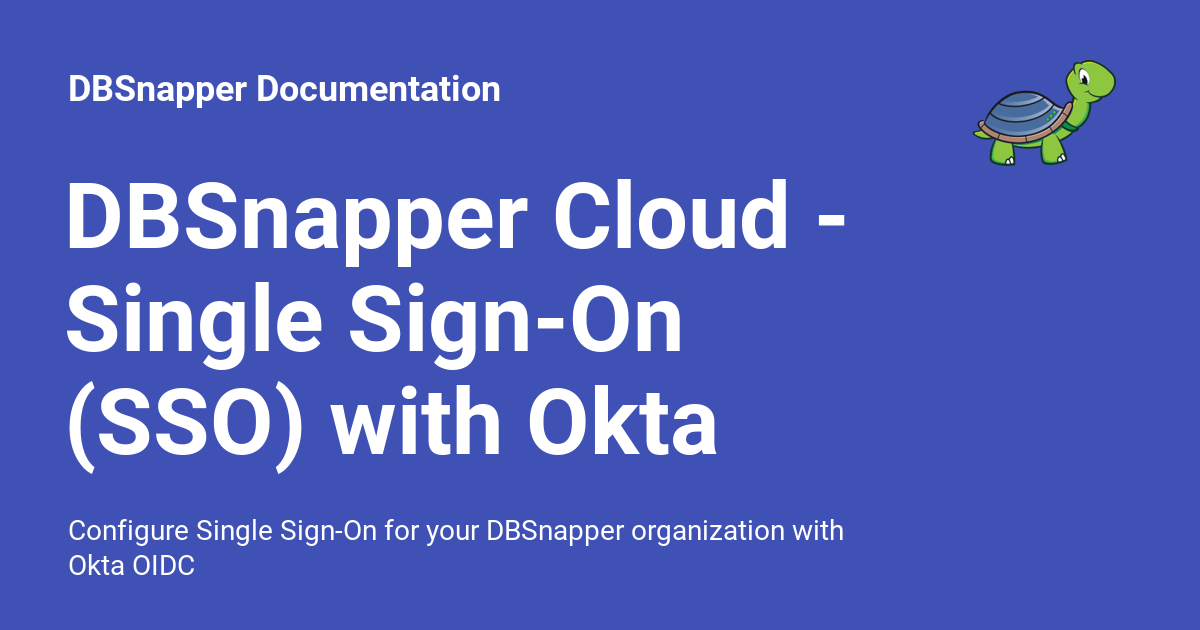 DBSnapper Documentation
DBSnapper Cloud -
Single Sign-On
(SSO) with Okta
Configure Single Sign-On for your DBSnapper organization with
Okta OIDC